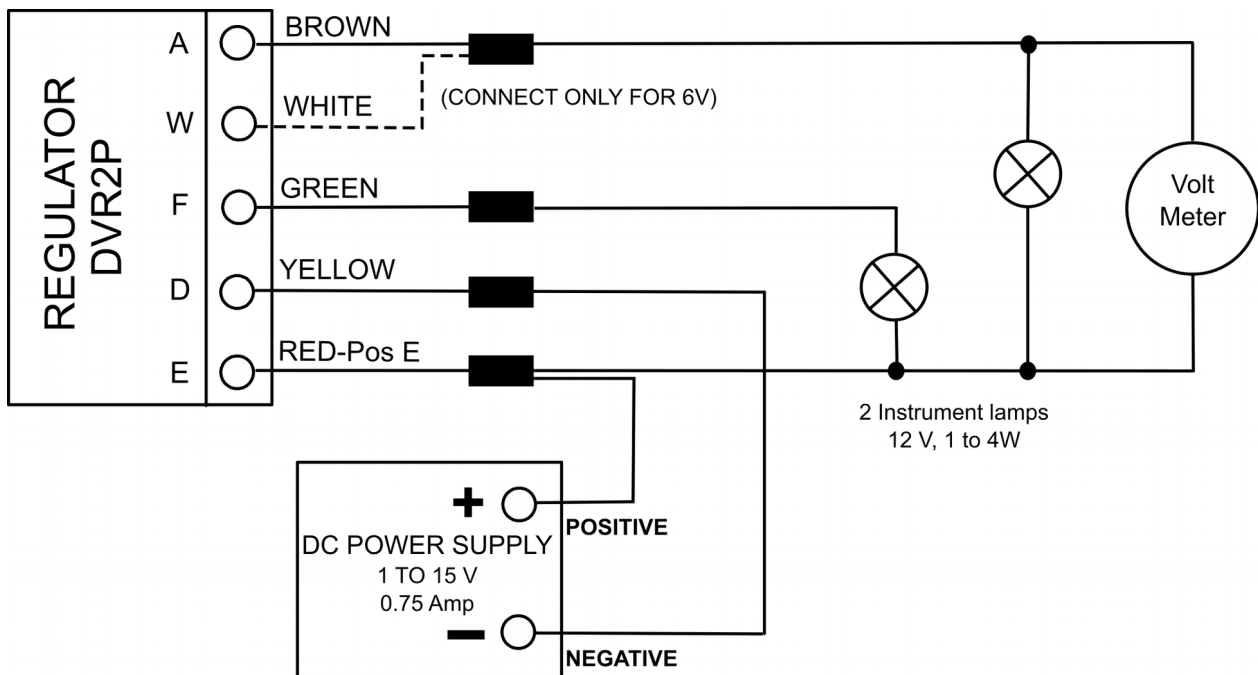 REGULATOR
DVR2P
A
BROWN
W
WHITE
(CONNECT ONLY FOR 6V)
F
GREEN
D
YELLOW
E
RED-Pos E
Volt
Meter
2 Instrument lamps
12 V, 1 to 4W
+
POSITIVE
DC POWER SUPPLY
1 TO 15 V
0.75 Amp
−
NEGATIVE